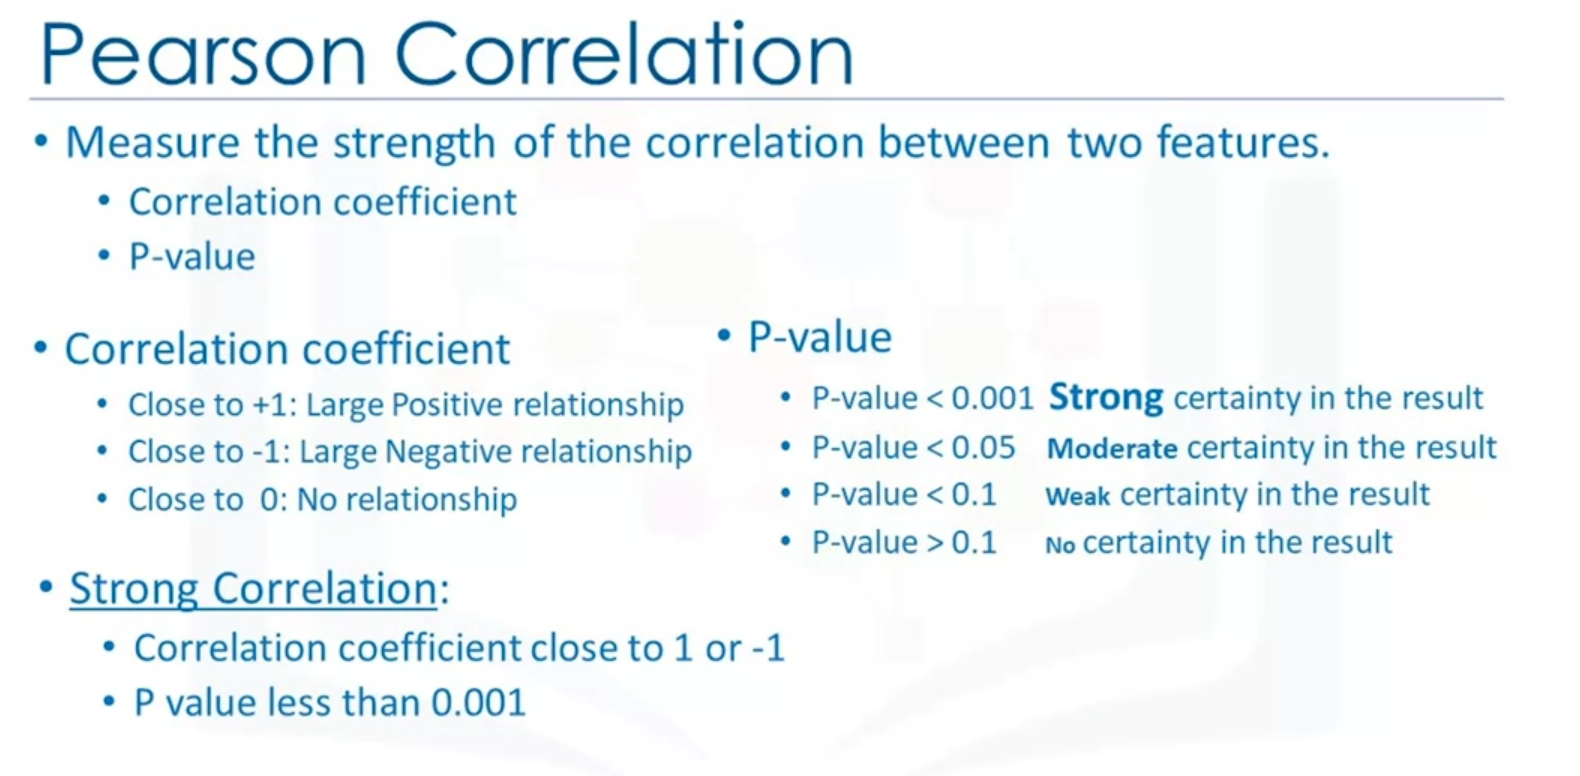 Pearson Correlation
• Measure the strength of the correlation between two features.
• Correlation coefficient
• P-value
• Correlation coefficient
• Close to +1: Large Positive relationship
• Close to -1: Large Negative relationship
• Close to 0: No relationship
• P-value
• P-value < 0.001 Strong certainty in the result
• P-value < 0.05 Moderate certainty in the result
• P-value < 0.1 Weak certainty in the result
• P-value > 0.1 No certainty in the result
• Strong Correlation:
• Correlation coefficient close to 1 or -1
• P value less than 0.001